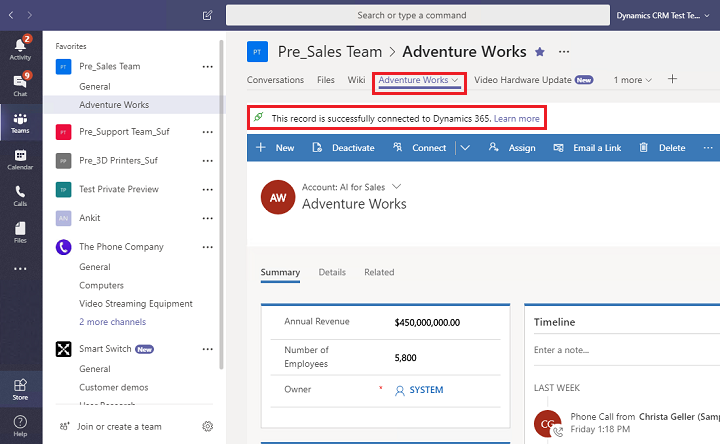 Search or type a command
Dynamics CRM Test Te...
2
Activity
9
Chat
Teams
Calendar
Calls
Files
Store
Help
Favorites
PT
Pre_Sales Team
General
Adventure Works
PT
Pre_Support Team_Suf
PP
Pre_3D Printers_Suf
TP
Test Private Preview
AN
Ankit
The Phone Company
General
Computers
Video Streaming Equipment
2 more channels
Smart Switch New
General
Customer demos
User Research
Join or create a team
PT
Pre_Sales Team > Adventure Works
Conversations Files Wiki Adventure Works Video Hardware Update New 1 more
This record is successfully connected to Dynamics 365. Learn more
New Deactivate Connect Assign Email a Link Delete
AW
Account: AI for Sales
Adventure Works
Summary Details Related
Annual Revenue $450,000,000.00
Number of
Employees
5,800
Owner * SYSTEM
Timeline
Enter a note...
LAST WEEK
CG
Phone Call from Christa Geller (Sam
Friday 1:18 PM